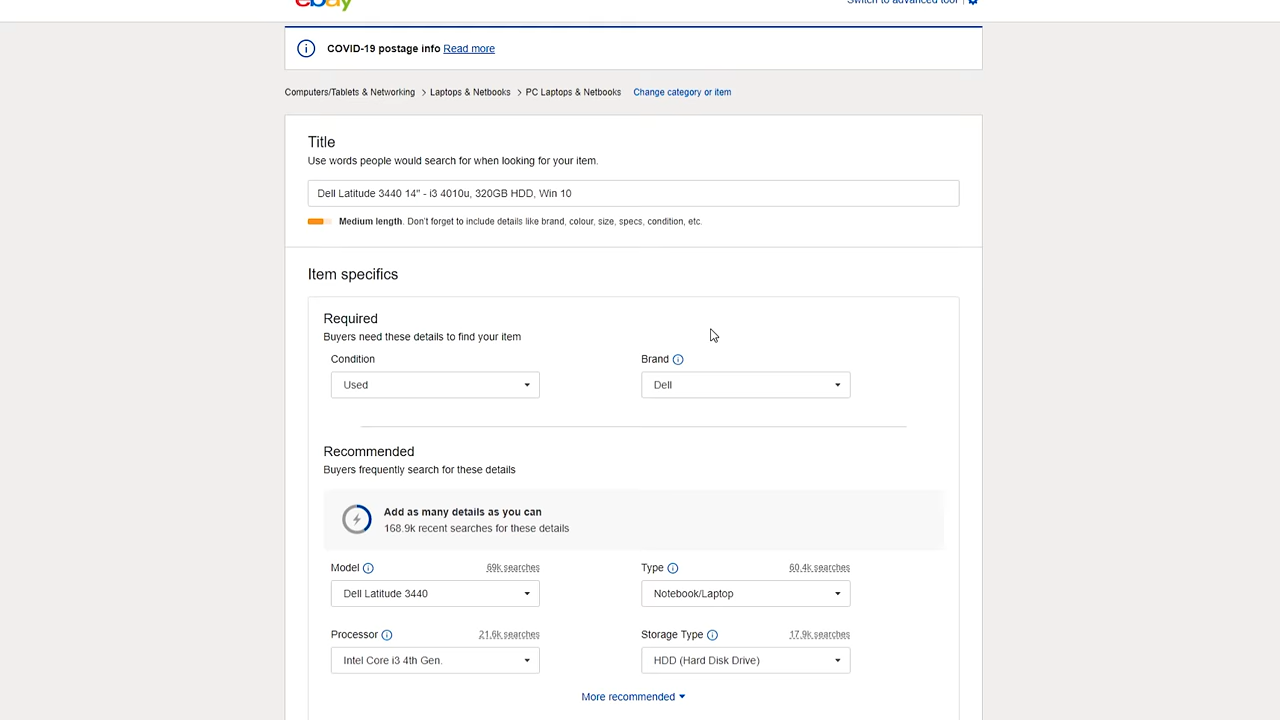 ebay
Switch to advanced tool
COVID-19 postage info Read more
Computers/Tablets & Networking > Laptops & Netbooks > PC Laptops & Netbooks Change category or item
Title
Use words people would search for when looking for your item.
Dell Latitude 3440 14" - i3 4010u, 320GB HDD, Win 10
Medium length. Don't forget to include details like brand, colour, size, specs, condition, etc.
Item specifics
Required
Buyers need these details to find your item
Condition Brand
Used Dell
Recommended
Buyers frequently search for these details
Add as many details as you can
168.9k recent searches for these details
Model 69k searches Type 60.4k searches
Dell Latitude 3440 Notebook/Laptop
Processor 21.6k searches Storage Type 17.9k searches
Intel Core i3 4th Gen. HDD (Hard Disk Drive)
More recommended